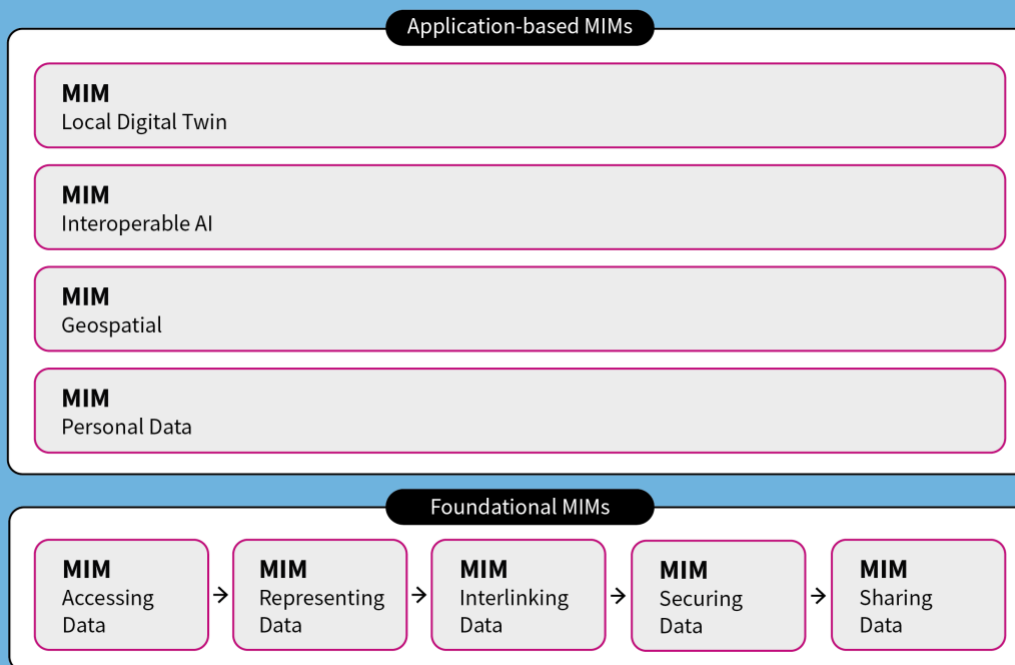 Application-based MIMs
MIM
Local Digital Twin
MIM
Interoperable AI
MIM
Geospatial
MIM
Personal Data
Foundational MIMs
MIM
Accessing
Data
MIM
Representing
Data
MIM
Interlinking
Data
MIM
Securing
Data
MIM
Sharing
Data